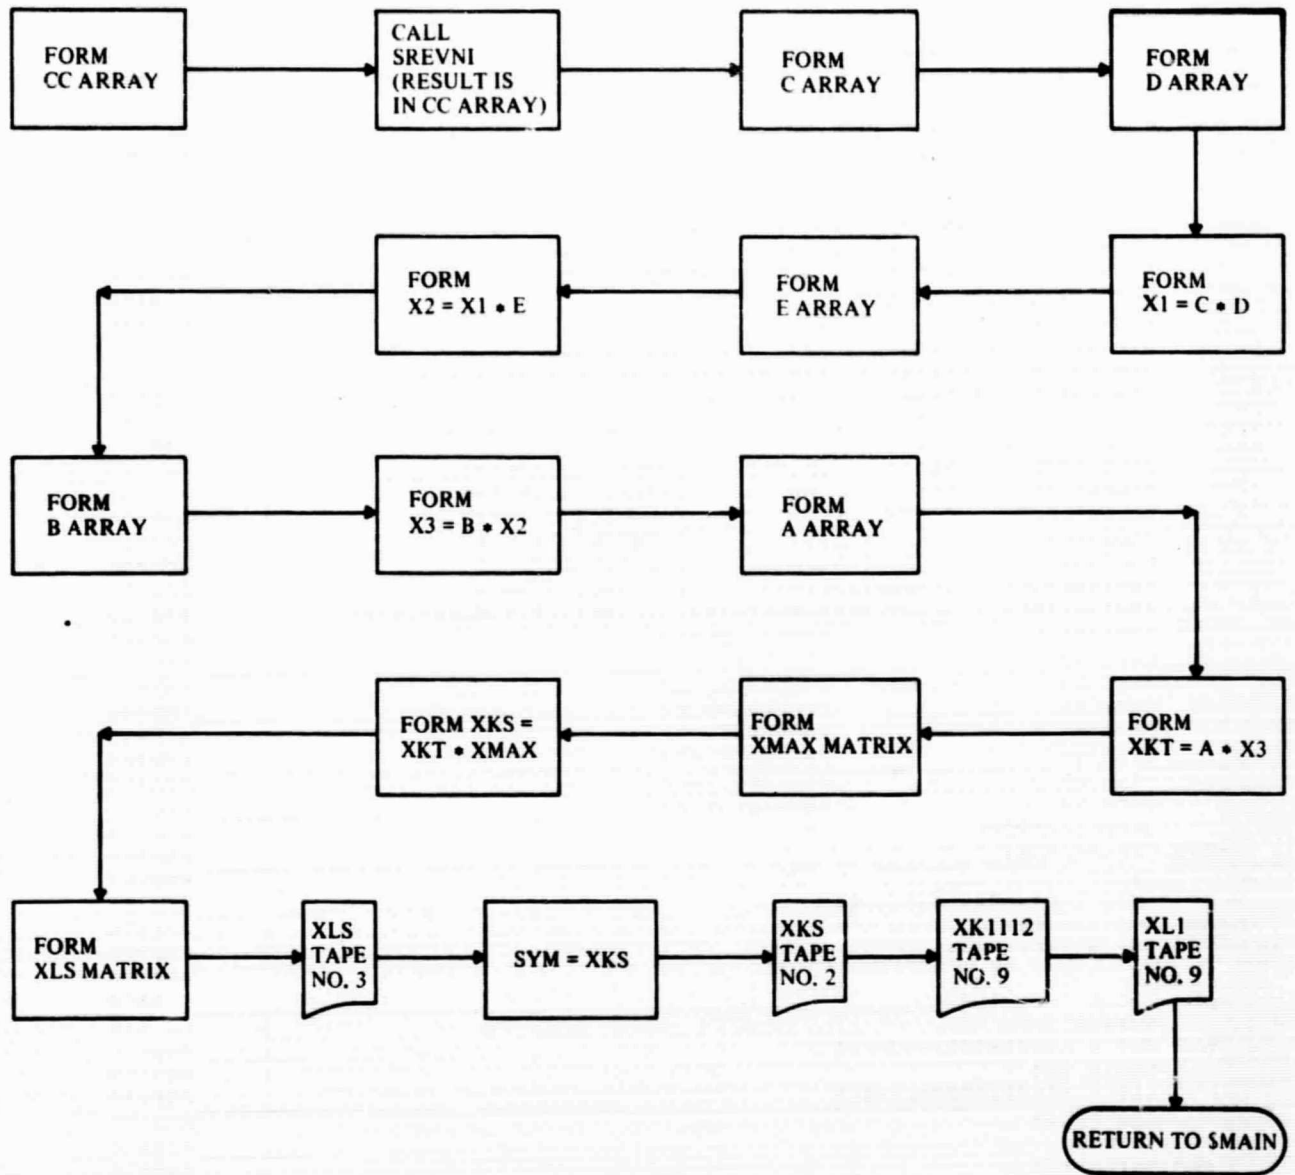 FORM
CC ARRAY
CALL
SREVNI
(RESULT IS
IN CC ARRAY)
FORM
C ARRAY
FORM
D ARRAY
FORM
X2 = X1 * E
FORM
E ARRAY
FORM
X1 = C * D
FORM
B ARRAY
FORM
X3 = B * X2
FORM
A ARRAY
FORM XKS =
XKT * XMAX
FORM
XMAX MATRIX
FORM
XKT = A * X3
FORM
XLS MATRIX
XLS
TAPE
NO. 3
SYM = XKS
XKS
TAPE
NO. 2
XK1112
TAPE
NO. 9
XL1
TAPE
NO. 9
RETURN TO $MAIN